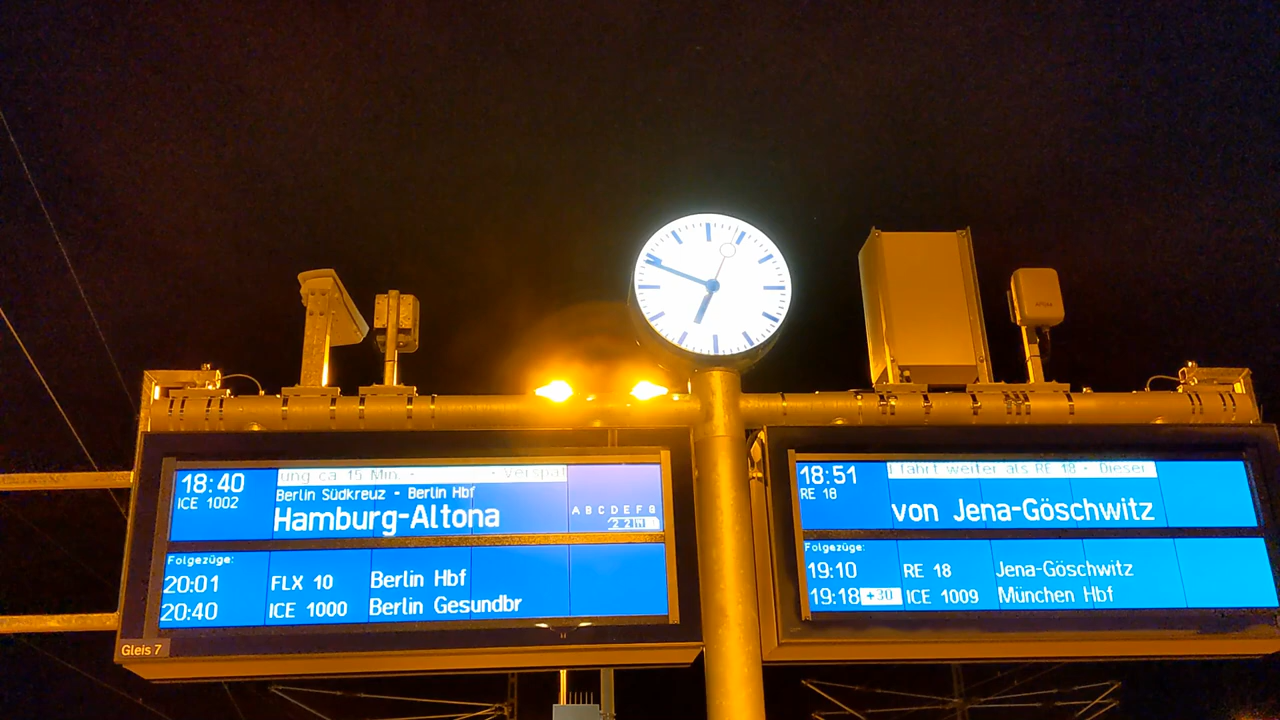 18:40
ICE 1002
ung ca 15 Min. - Verspät
Berlin Südkreuz - Berlin Hbf
Hamburg-Altona
A B C D E F G
2 2
Folgezüge:
20:01 FLX 10 Berlin Hbf
20:40 ICE 1000 Berlin Gesundbr
Gleis 7
18:51
RE 18
fährt weiter als RE 18 - Dieser
von Jena-Göschwitz
Folgezüge:
19:10 RE 18 Jena-Göschwitz
19:18 +30 ICE 1009 München Hbf